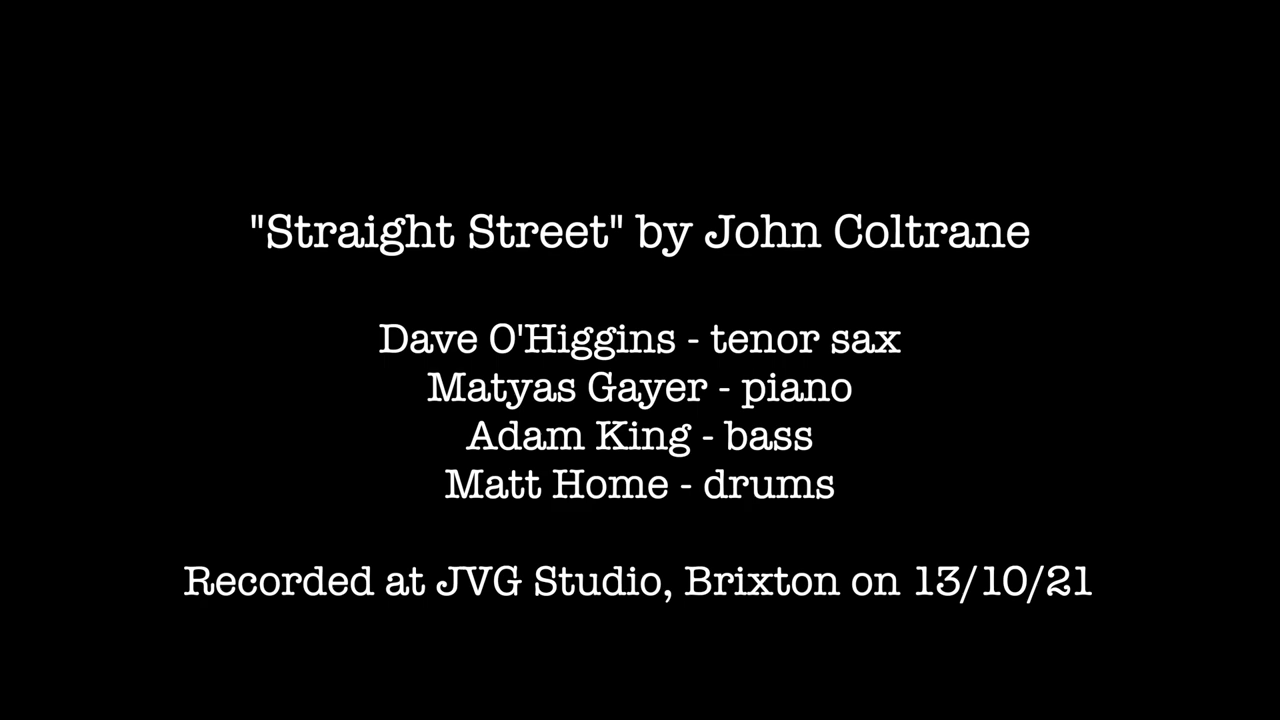 "Straight Street" by John Coltrane
Dave O'Higgins - tenor sax
Matyas Gayer - piano
Adam King - bass
Matt Home - drums
Recorded at JVG Studio, Brixton on 13/10/21